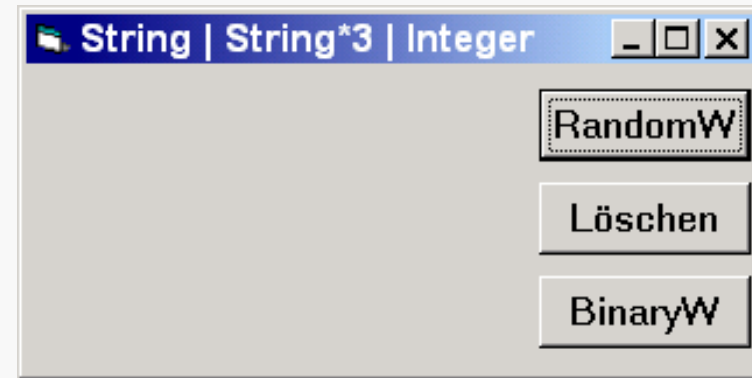 String | String*3 | Integer
RandomW
Löschen
BinaryW